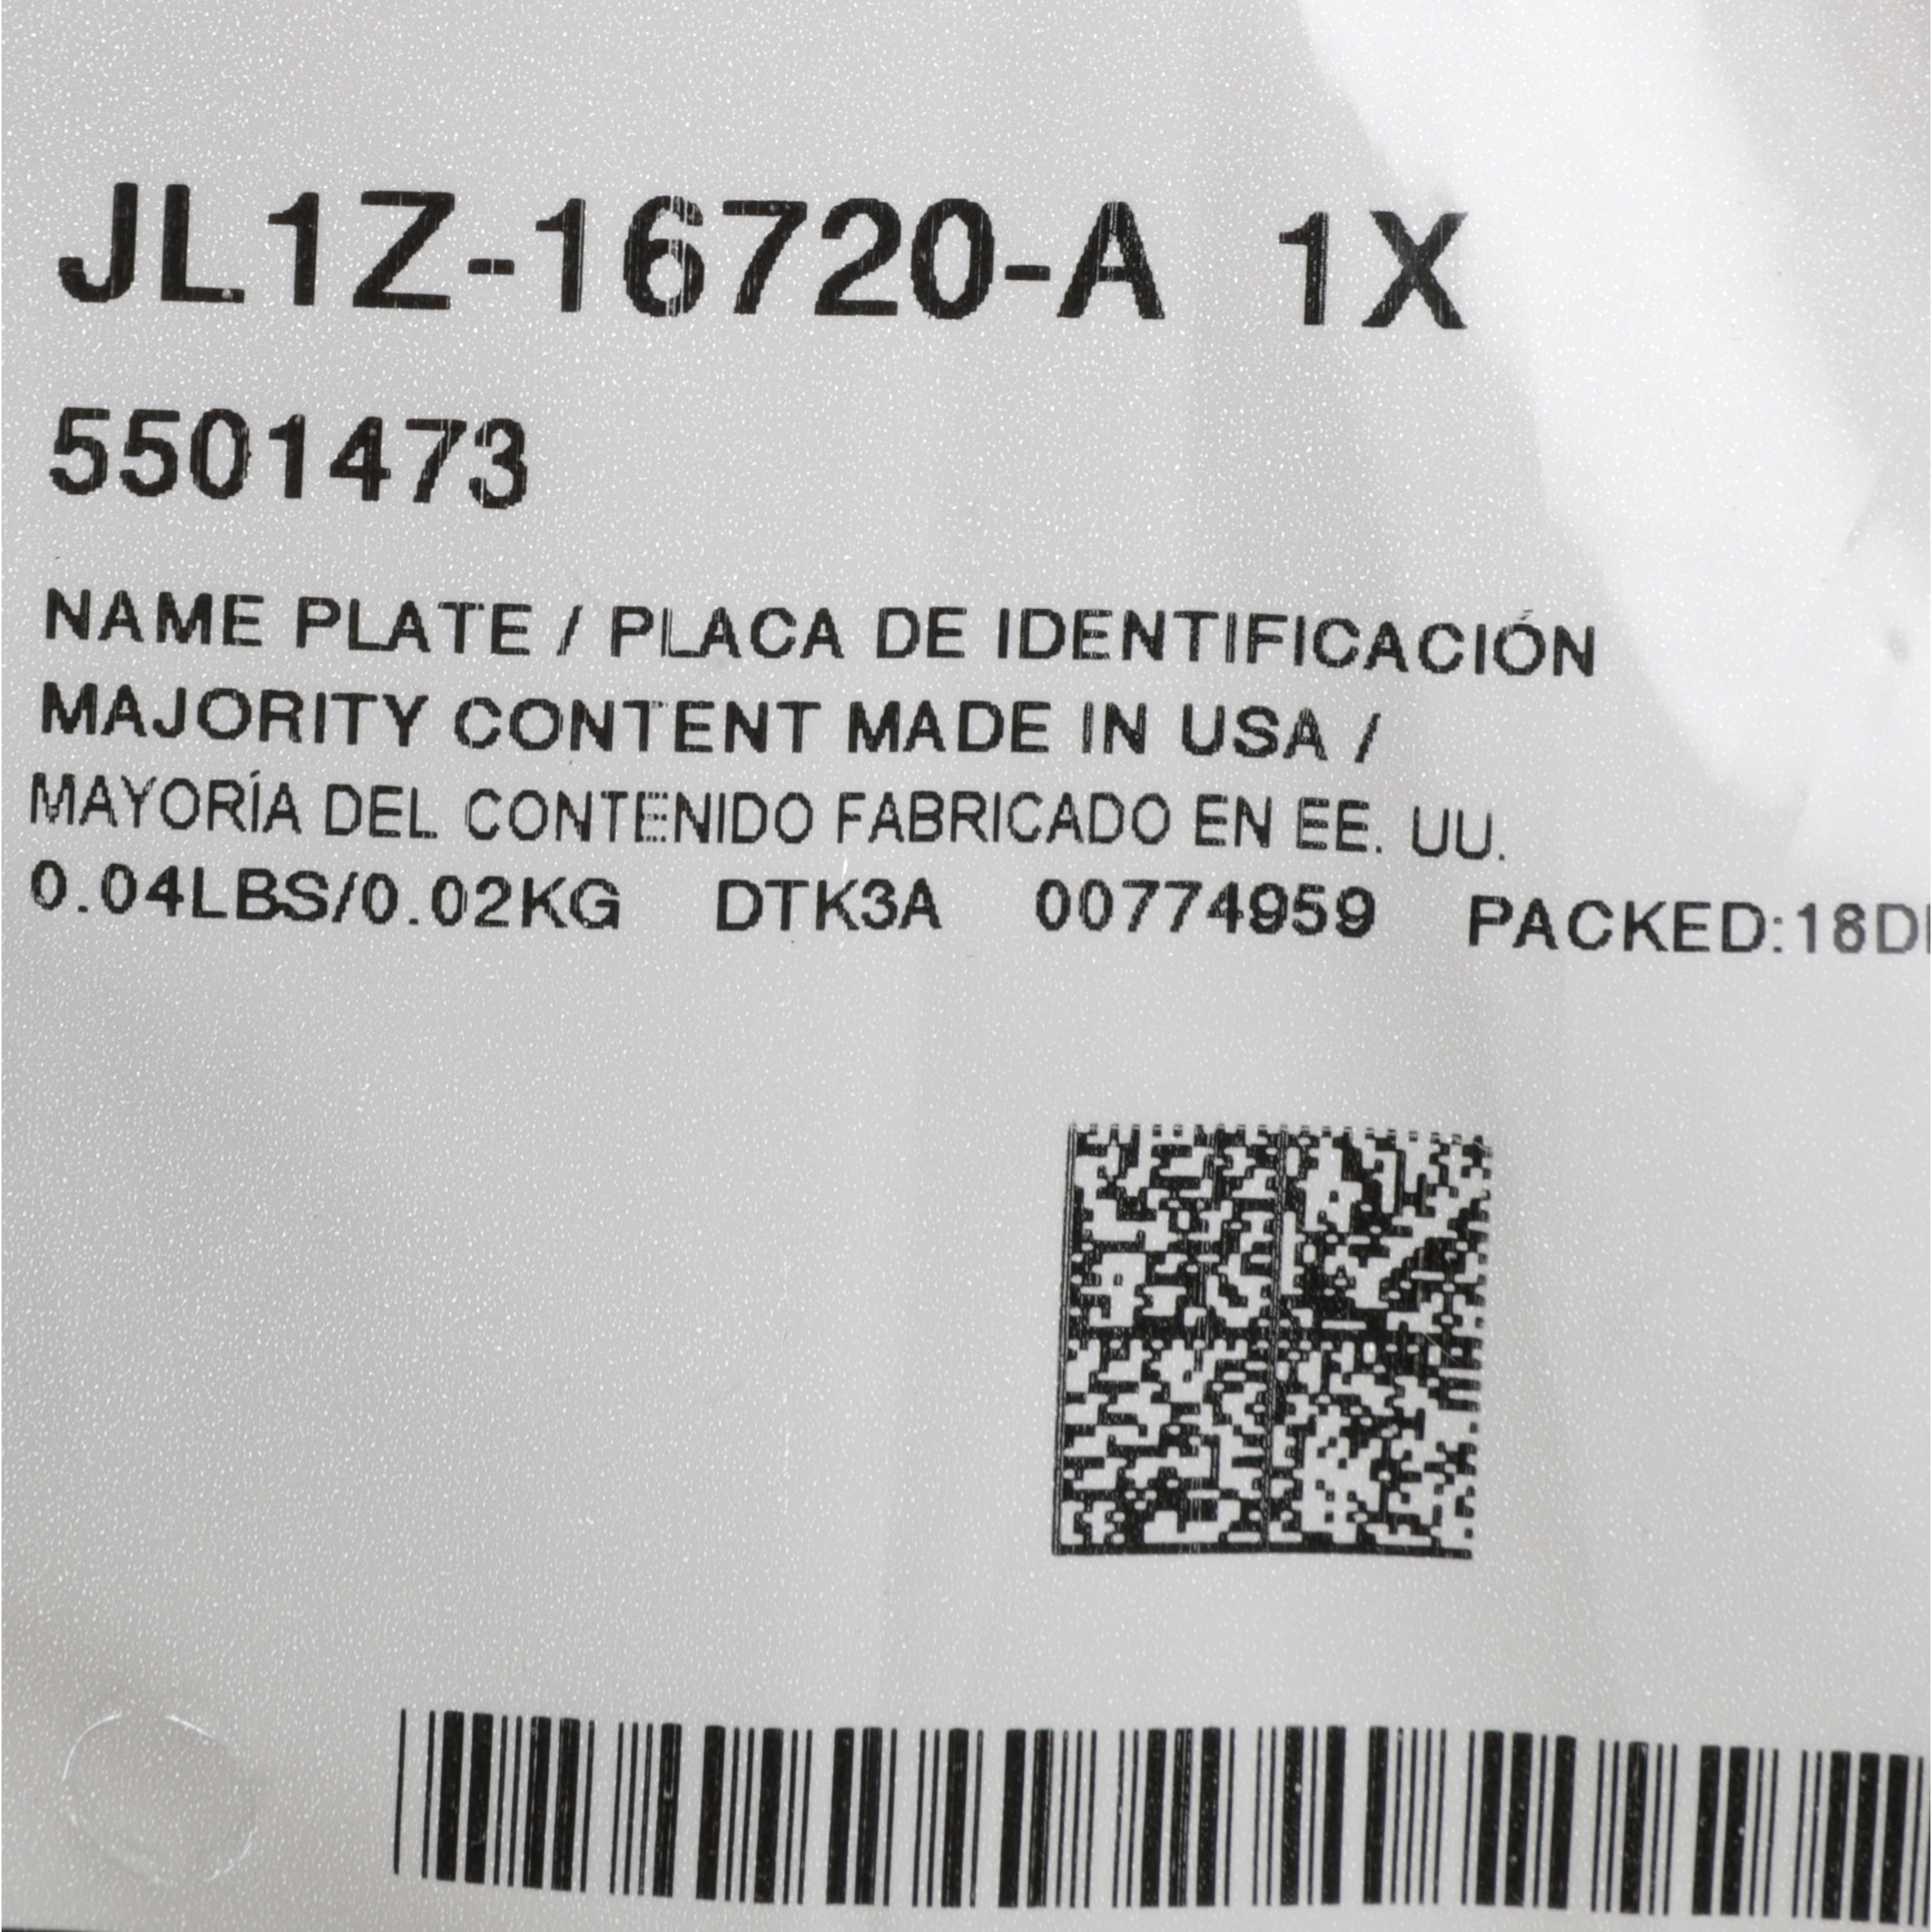 JL1Z-16720-A 1X
5501473
NAME PLATE / PLACA DE IDENTIFICACIÓN
MAJORITY CONTENT MADE IN USA /
MAYORÍA DEL CONTENIDO FABRICADO EN EE. UU.
0.04LBS/0.02KG DTK3A 00774959 PACKED: